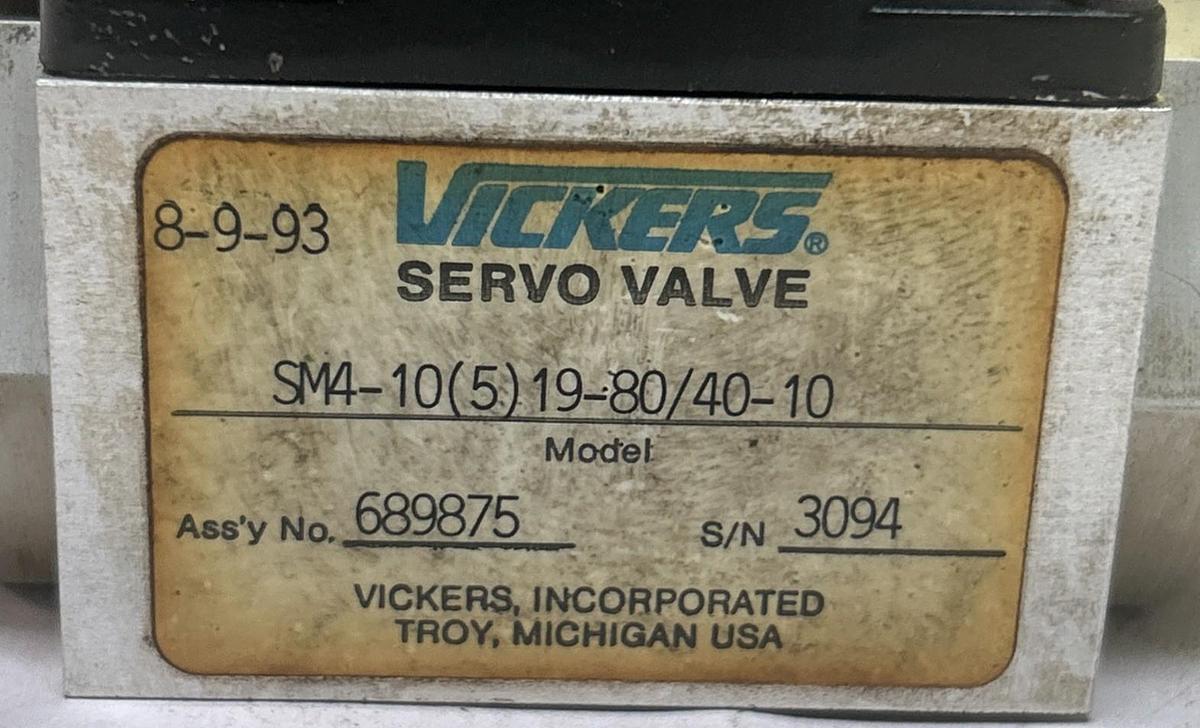 8-9-93
VICKERS®
SERVO VALVE
SM4-10(5)19-80/40-10
Model
Ass'y No. 689875 S/N 3094
VICKERS, INCORPORATED
TROY, MICHIGAN USA